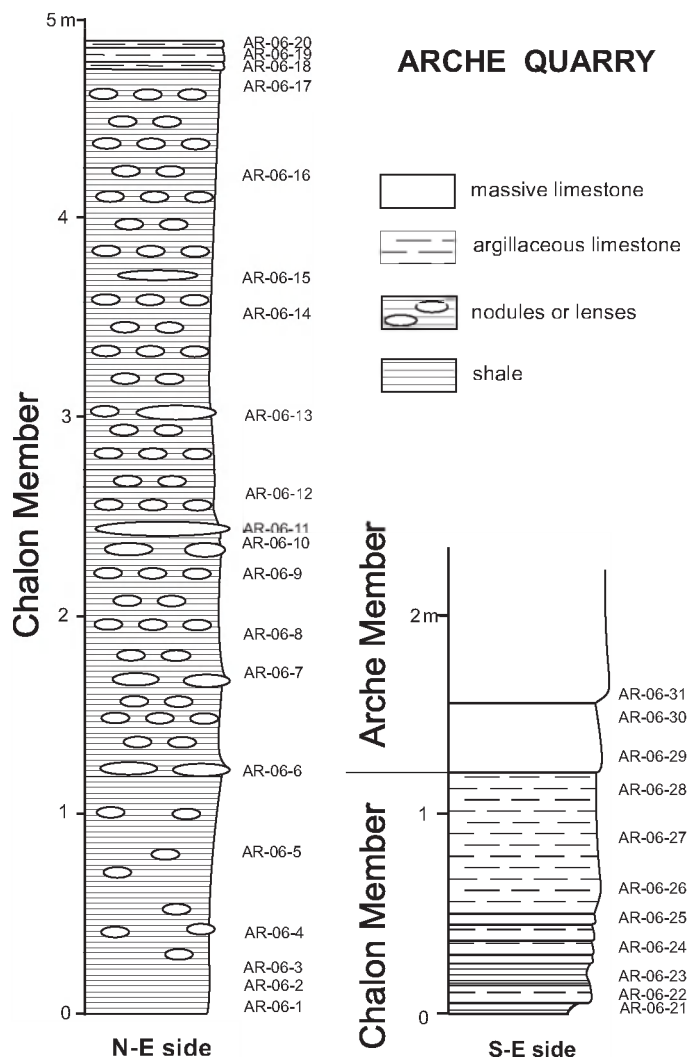 ARCHE QUARRY
massive limestone
argillaceous limestone
nodules or lenses
shale
Chalon Member
5 m
4
3
2
1
0
AR-06-20
AR-06-19
AR-06-18
AR-06-17
AR-06-16
AR-06-15
AR-06-14
AR-06-13
AR-06-12
AR-06-11
AR-06-10
AR-06-9
AR-06-8
AR-06-7
AR-06-6
AR-06-5
AR-06-4
AR-06-3
AR-06-2
AR-06-1
N-E side
Arche Member
Chalon Member
2m
1
0
AR-06-31
AR-06-30
AR-06-29
AR-06-28
AR-06-27
AR-06-26
AR-06-25
AR-06-24
AR-06-23
AR-06-22
AR-06-21
S-E side